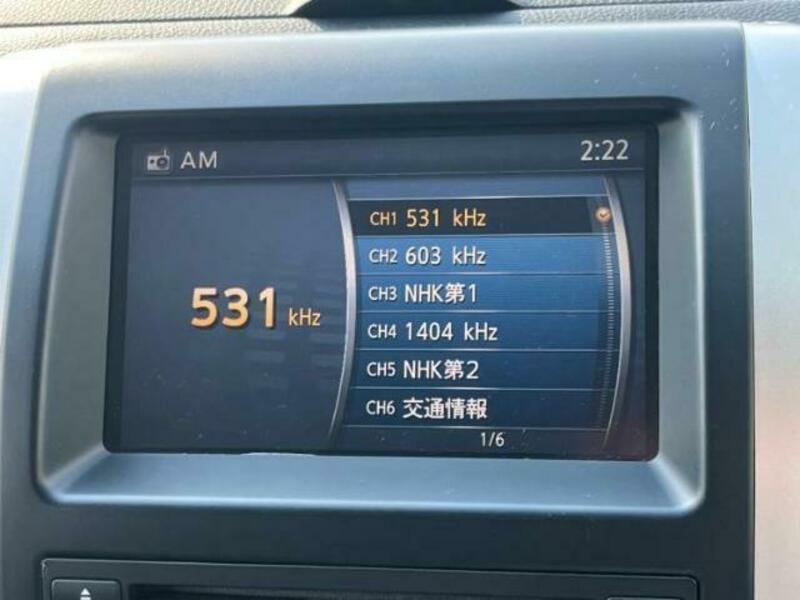 AM
2:22
531 kHz
CH1 531 kHz
CH2 603 kHz
CH3 NHK第1
CH4 1404 kHz
CH5 NHK第2
CH6 交通情報
1/6